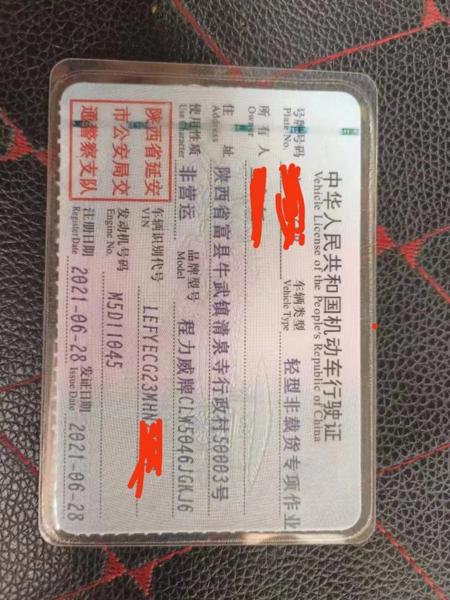 中华人民共和国机动车行驶证
Vehicle License of the People's Republic of China
号牌号码
Plate No.
车辆类型 轻型非载货专项作业
Vehicle Type
所有人
Owner
住址 陕西省富县牛武镇清泉寺行政村50003号
Address
使用性质 非营运
Use Character
品牌型号 程力威牌CLW5046JGKJ6
Model
陕西省延安
市公安局交
通警察支队
车辆识别代号 LEFYECG23MHN
VIN
发动机号码 M5D11045
Engine No.
注册日期 2021-06-28
Register Date
发证日期 2021-06-28
Issue Date